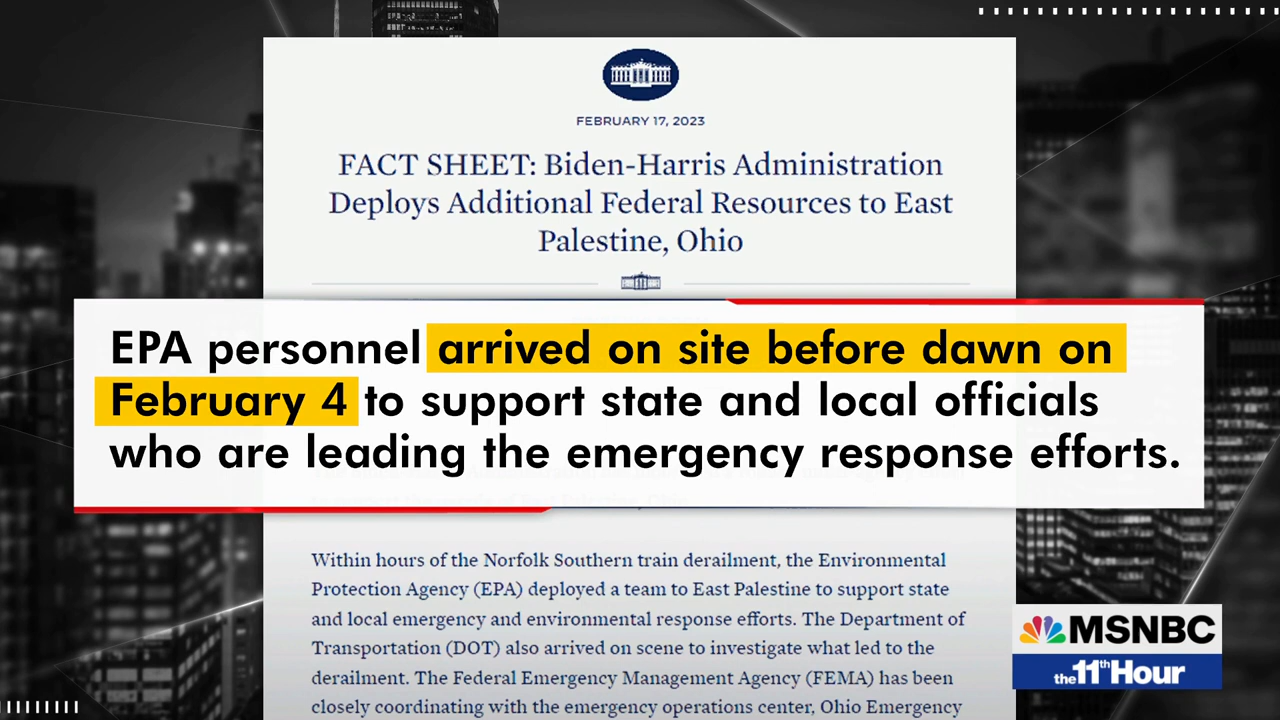 FEBRUARY 17, 2023
FACT SHEET: Biden-Harris Administration
Deploys Additional Federal Resources to East
Palestine, Ohio
EPA personnel arrived on site before dawn on
February 4 to support state and local officials
who are leading the emergency response efforts.
Within hours of the Norfolk Southern train derailment, the Environmental
Protection Agency (EPA) deployed a team to East Palestine to support state
and local emergency and environmental response efforts. The Department of
Transportation (DOT) also arrived on scene to investigate what led to the
derailment. The Federal Emergency Management Agency (FEMA) has been
closely coordinating with the emergency operations center, Ohio Emergency
MSNBC
the 11th Hour